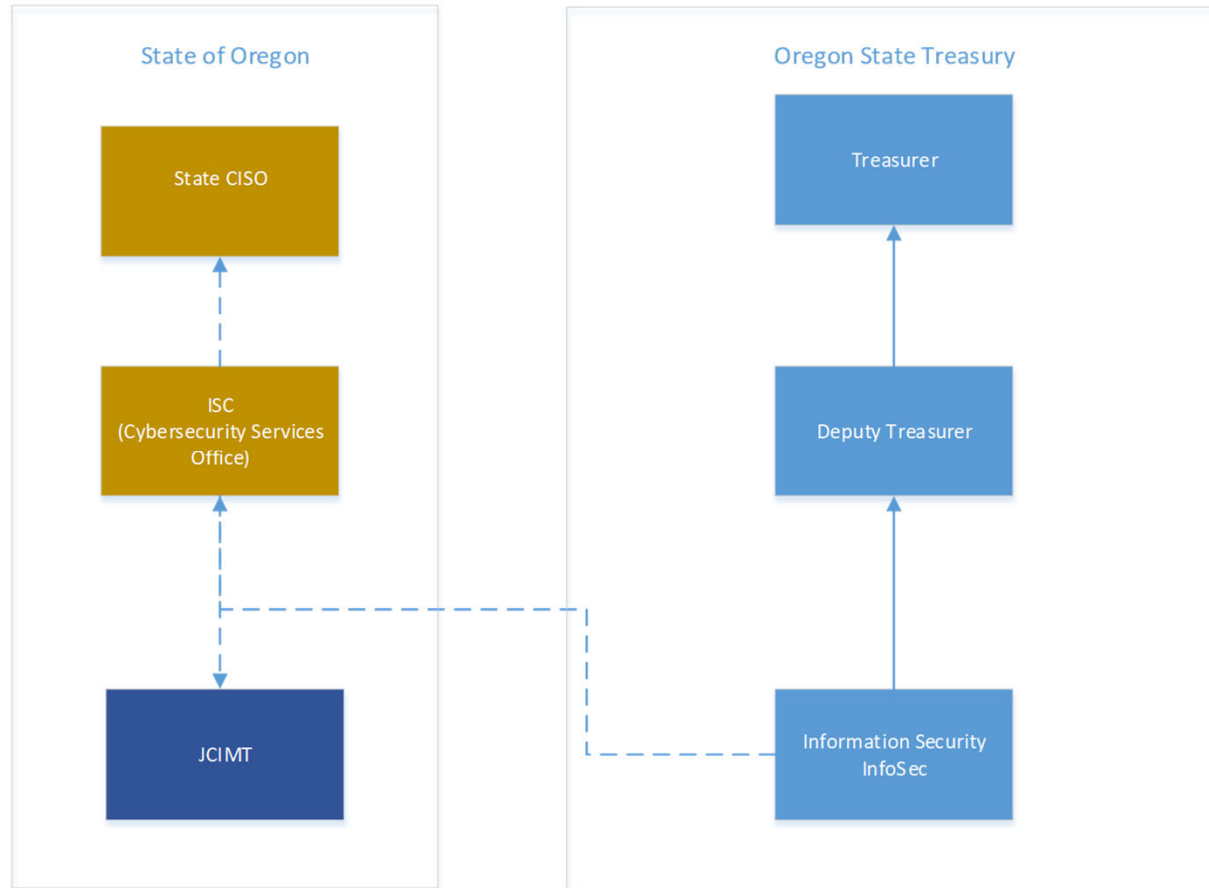 State of Oregon
State CISO
ISC
(Cybersecurity Services
Office)
JCIMT
Oregon State Treasury
Treasurer
Deputy Treasurer
Information Security
InfoSec